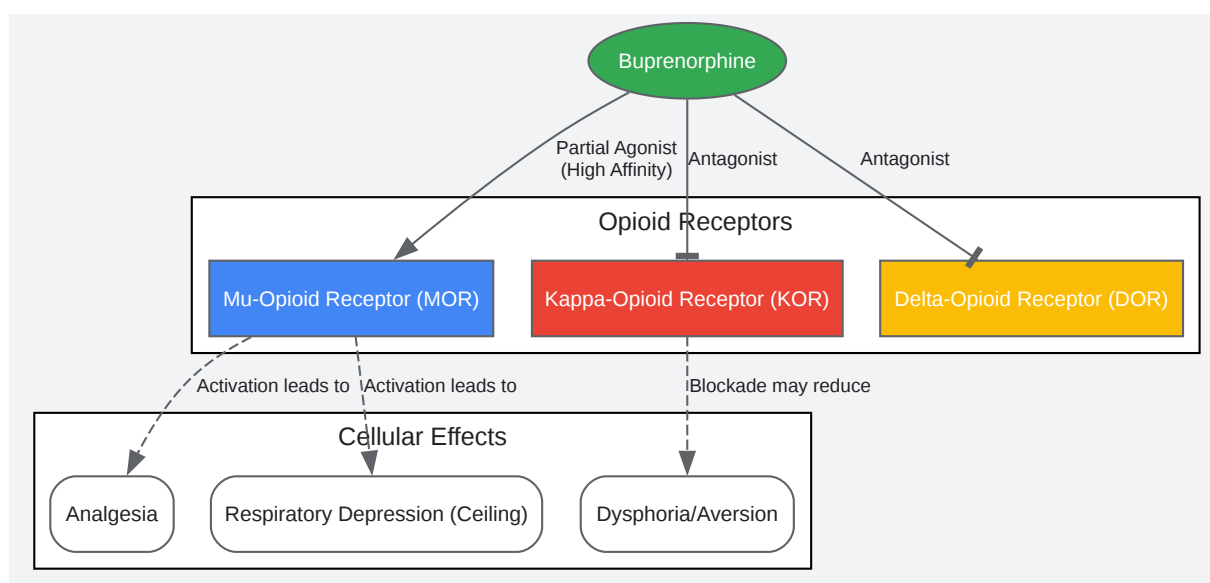 Buprenorphine
Partial Agonist
(High Affinity)
Antagonist
Antagonist
Opioid Receptors
Mu-Opioid Receptor (MOR)
Kappa-Opioid Receptor (KOR)
Delta-Opioid Receptor (DOR)
Activation leads to
Activation leads to
Blockade may reduce
Cellular Effects
Analgesia
Respiratory Depression (Ceiling)
Dysphoria/Aversion